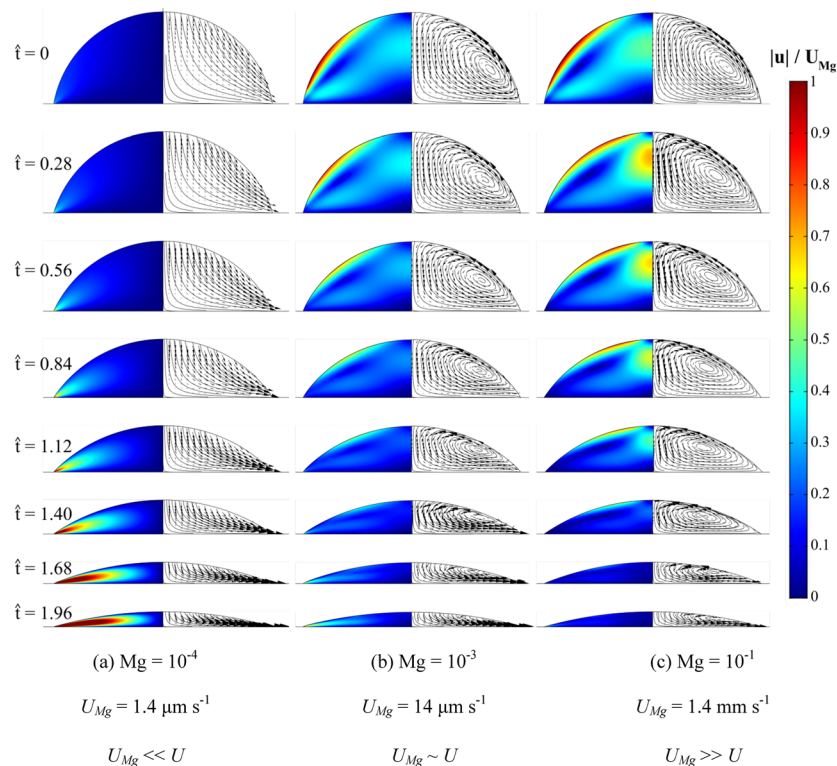 |u| / U_Mg
t̂ = 0
t̂ = 0.28
t̂ = 0.56
t̂ = 0.84
t̂ = 1.12
t̂ = 1.40
t̂ = 1.68
t̂ = 1.96
1
0.9
0.8
0.7
0.6
0.5
0.4
0.3
0.2
0.1
0
(a) Mg = 10⁻⁴ (b) Mg = 10⁻³ (c) Mg = 10⁻¹
U_Mg = 1.4 μm s⁻¹ U_Mg = 14 μm s⁻¹ U_Mg = 1.4 mm s⁻¹
U_Mg << U U_Mg ~ U U_Mg >> U